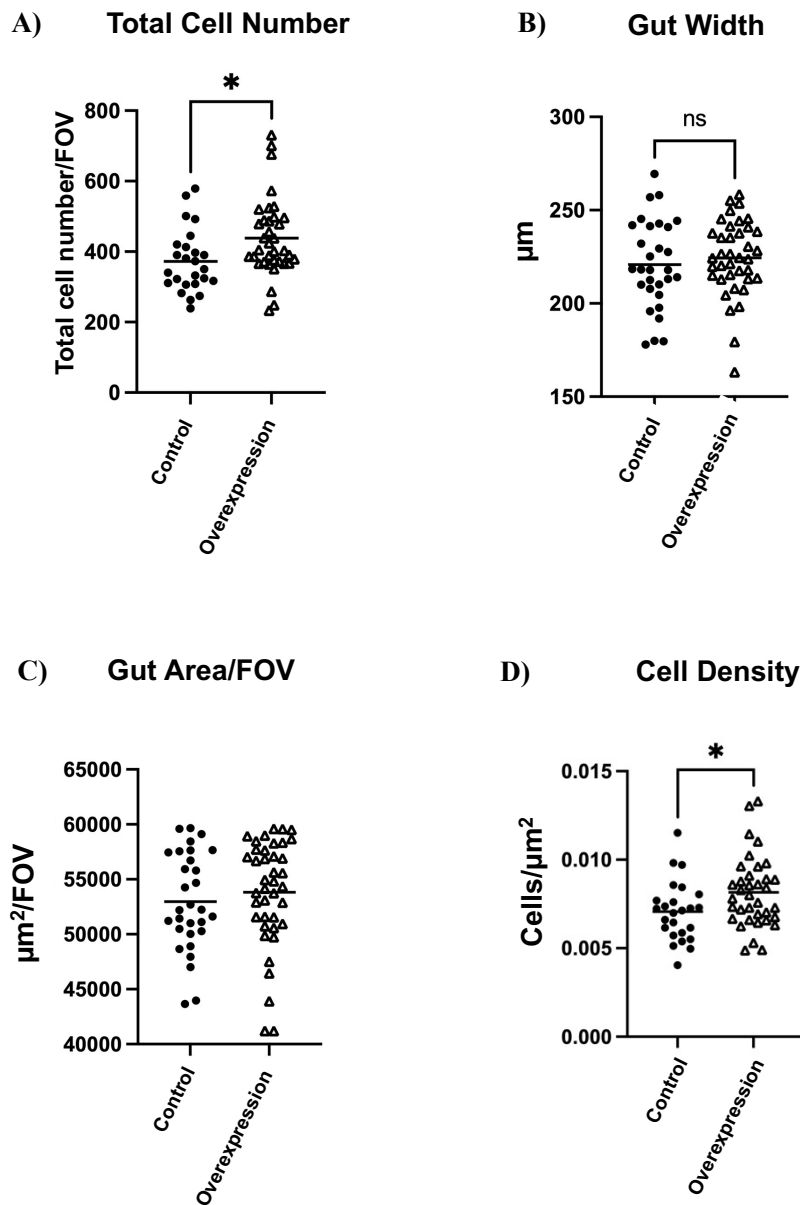 A) Total Cell Number
*
800
600
400
200
0
Total cell number/FOV
Control
Overexpression
B) Gut Width
ns
300
250
200
150
µm
Control
Overexpression
C) Gut Area/FOV
65000
60000
55000
50000
45000
40000
µm²/FOV
Control
Overexpression
D) Cell Density
*
0.015
0.010
0.005
0.000
Cells/µm²
Control
Overexpression